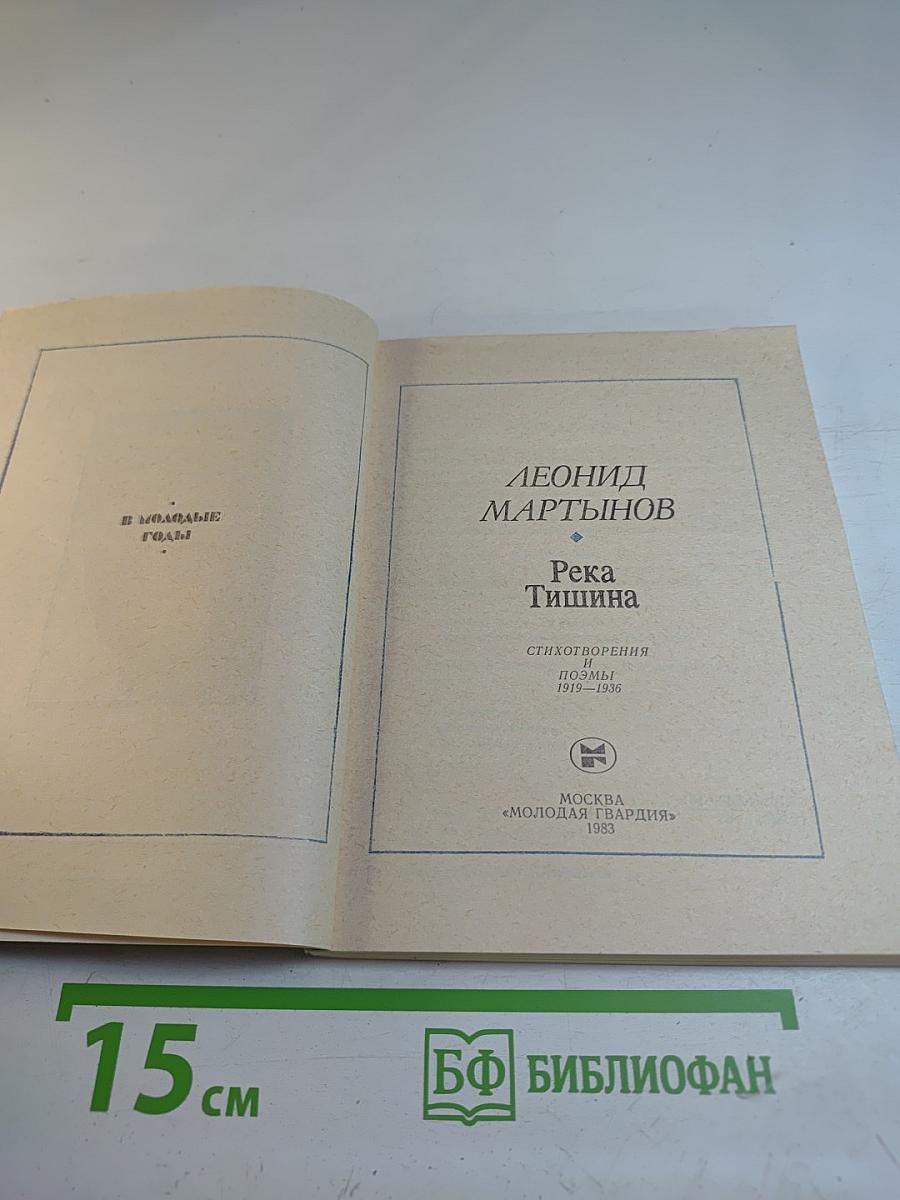 В МОЛОДЫЕ
ГОДЫ
ЛЕОНИД
МАРТЫНОВ
Река
Тишина
СТИХОТВОРЕНИЯ
И
ПОЭМЫ
1919—1936
МОСКВА
«МОЛОДАЯ ГВАРДИЯ»
1983
15 см
БФ БИБЛИОФАН